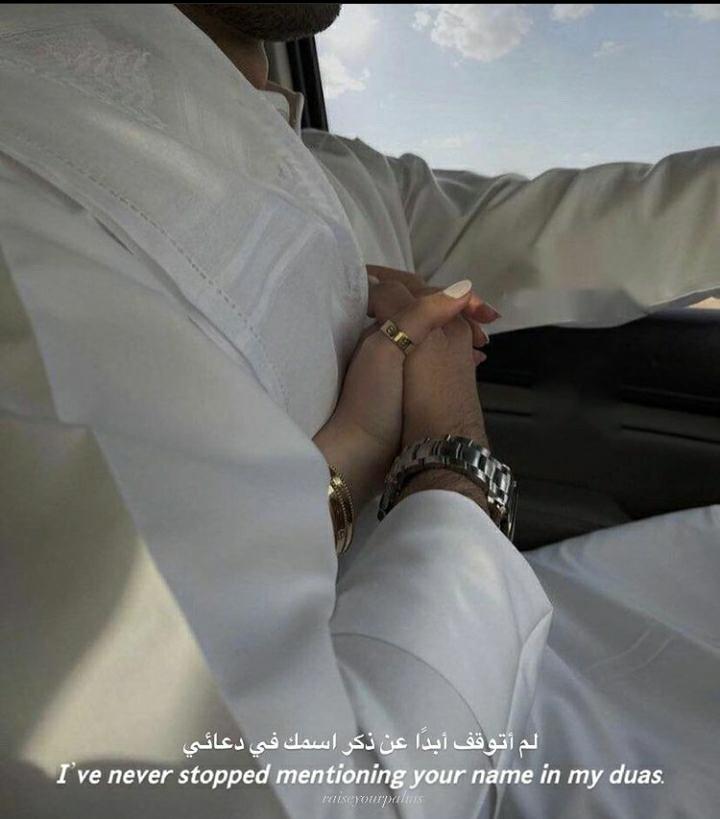 لم أتوقف أبدًا عن ذكر اسمك في دعائي
I've never stopped mentioning your name in my duas.
raiseyourpalms